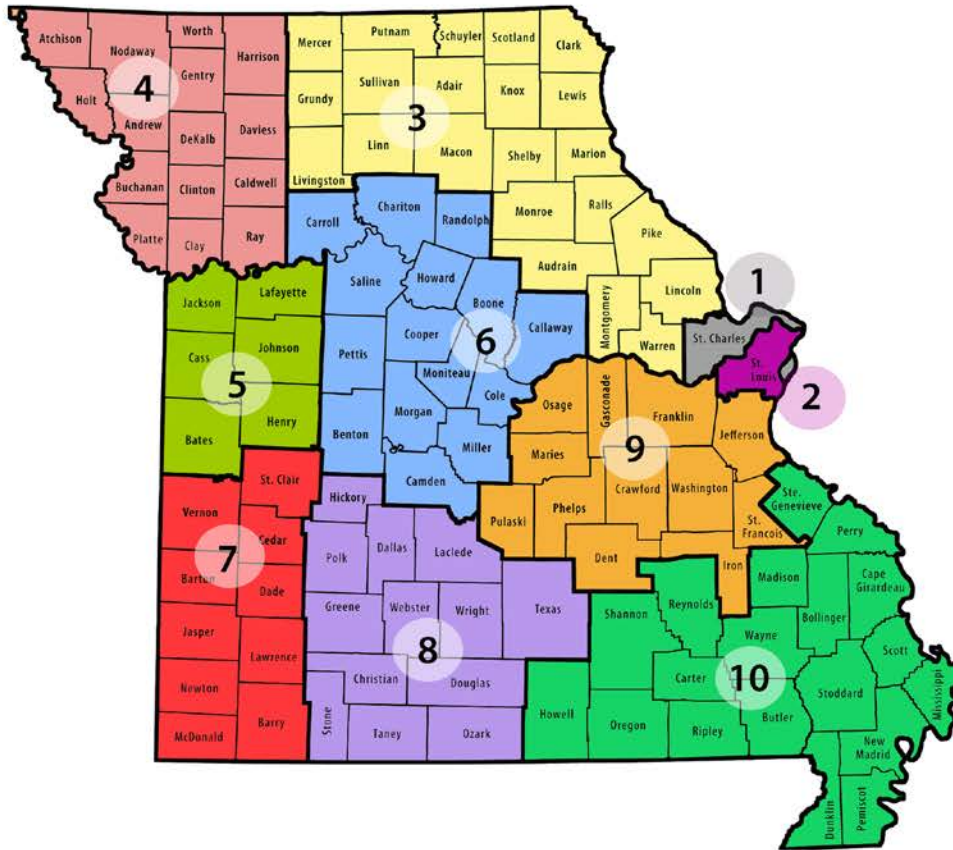 Atchison
Nodaway
Worth
Harrison
Gentry
Holt
Andrew
DeKalb
Daviess
Buchanan
Clinton
Caldwell
Platte
Clay
Ray
4
Mercer
Putnam
Schuyler
Scotland
Clark
Sullivan
Adair
Knox
Lewis
Grundy
Linn
Macon
Shelby
Marion
Livingston
Monroe
Ralls
Pike
Audrain
Lincoln
Montgomery
Warren
3
1
St. Charles
St.
Louis
2
Carroll
Chariton
Randolph
Saline
Howard
Boone
Callaway
Cooper
Pettis
Moniteau
Cole
Morgan
Benton
Miller
Camden
6
Jackson
Lafayette
Cass
Johnson
Bates
Henry
5
Osage
Gasconade
Franklin
Jefferson
Maries
Crawford
Washington
Pulaski
Phelps
St.
Francois
Dent
Iron
9
St. Clair
Vernon
Cedar
Barton
Dade
Jasper
Lawrence
Newton
McDonald
Barry
7
Hickory
Polk
Dallas
Laclede
Greene
Webster
Wright
Texas
Christian
Douglas
Stone
Taney
Ozark
8
Ste.
Genevieve
Perry
Madison
Cape
Girardeau
Bollinger
Shannon
Reynolds
Wayne
Scott
Carter
Stoddard
Mississippi
Howell
Oregon
Ripley
Butler
New
Madrid
Dunklin
Pemiscot
10